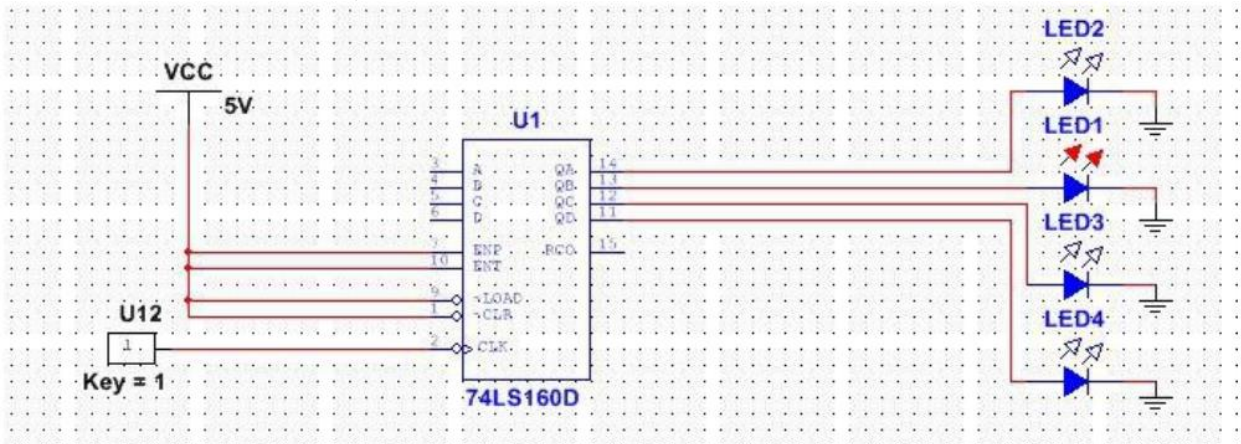 LED2
VCC
5V
U1
LED1
3 A QA 14
4 B QB 13
5 C QC 12
6 D QD 11
LED3
7 ENP RCO 15
10 ENT
9 ~LOAD
1 ~CLR
U12
LED4
1
2 CLK
Key = 1
74LS160D